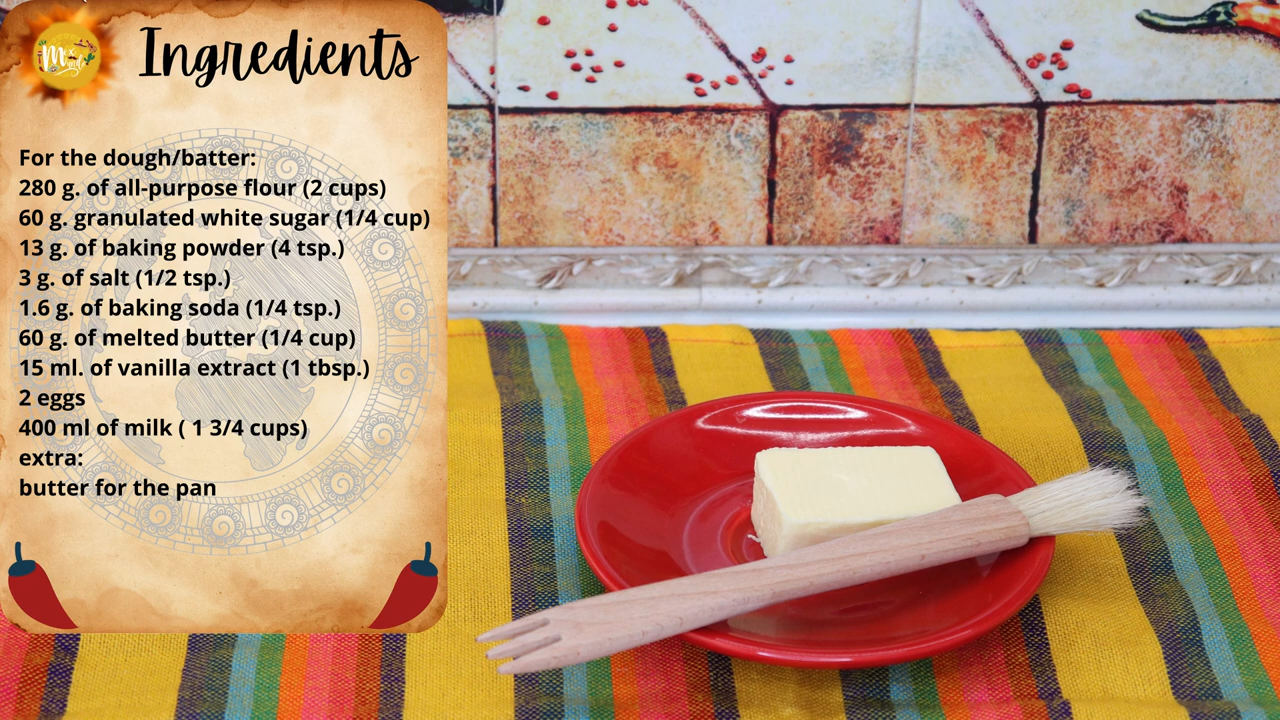 Ingredients
For the dough/batter:
280 g. of all-purpose flour (2 cups)
60 g. granulated white sugar (1/4 cup)
13 g. of baking powder (4 tsp.)
3 g. of salt (1/2 tsp.)
1.6 g. of baking soda (1/4 tsp.)
60 g. of melted butter (1/4 cup)
15 ml. of vanilla extract (1 tbsp.)
2 eggs
400 ml of milk ( 1 3/4 cups)
extra:
butter for the pan